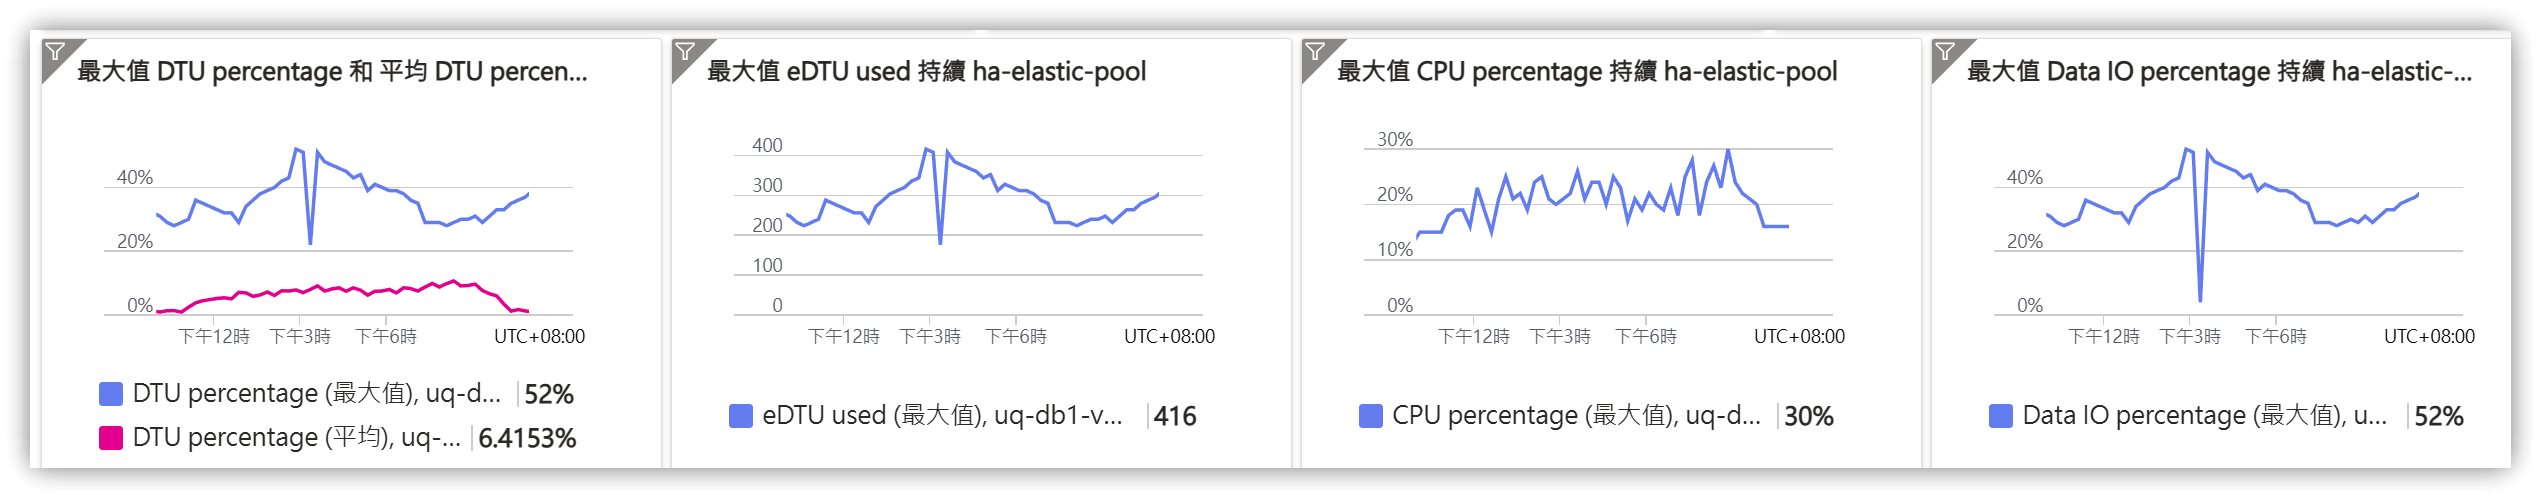 最大值 DTU percentage 和 平均 DTU percen...
40%
20%
0%
下午12時 下午3時 下午6時 UTC+08:00
DTU percentage (最大值), uq-d... 52%
DTU percentage (平均), uq-... 6.4153%
最大值 eDTU used 持續 ha-elastic-pool
400
300
200
100
0
下午12時 下午3時 下午6時 UTC+08:00
eDTU used (最大值), uq-db1-v... 416
最大值 CPU percentage 持續 ha-elastic-pool
30%
20%
10%
0%
下午12時 下午3時 下午6時 UTC+08:00
CPU percentage (最大值), uq-d... 30%
最大值 Data IO percentage 持續 ha-elastic-...
40%
20%
0%
下午12時 下午3時 下午6時 UTC+08:00
Data IO percentage (最大值), u... 52%